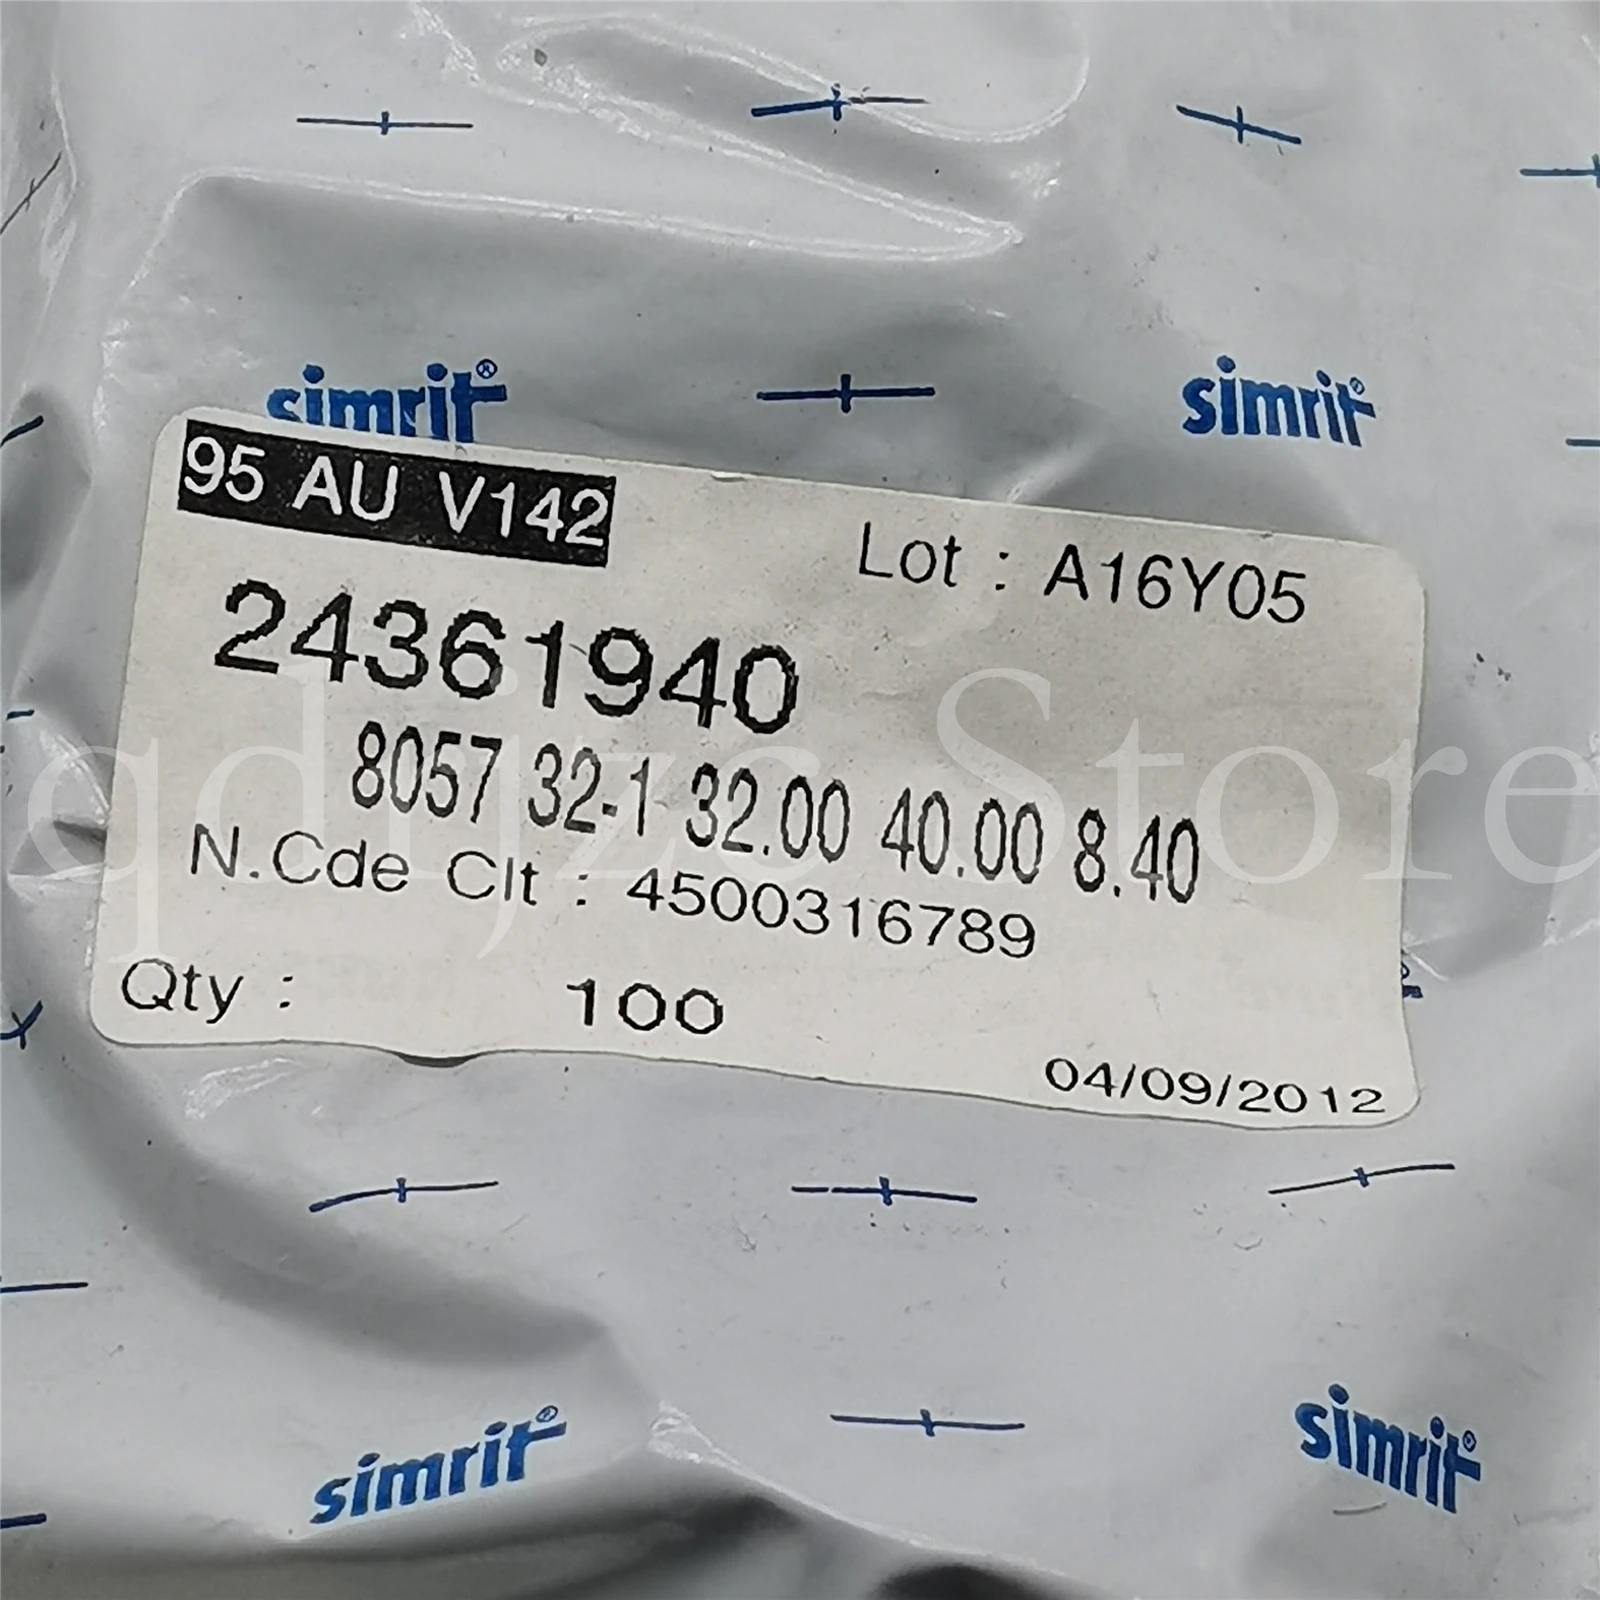 simrit®
simrit®
95 AU V142
Lot : A16Y05
24361940
8057 32-1 32.00 40.00 8.40
N.Cde Clt : 4500316789
Qty : 100
04/09/2012
qdjjzc Store
simrit®
simrit®